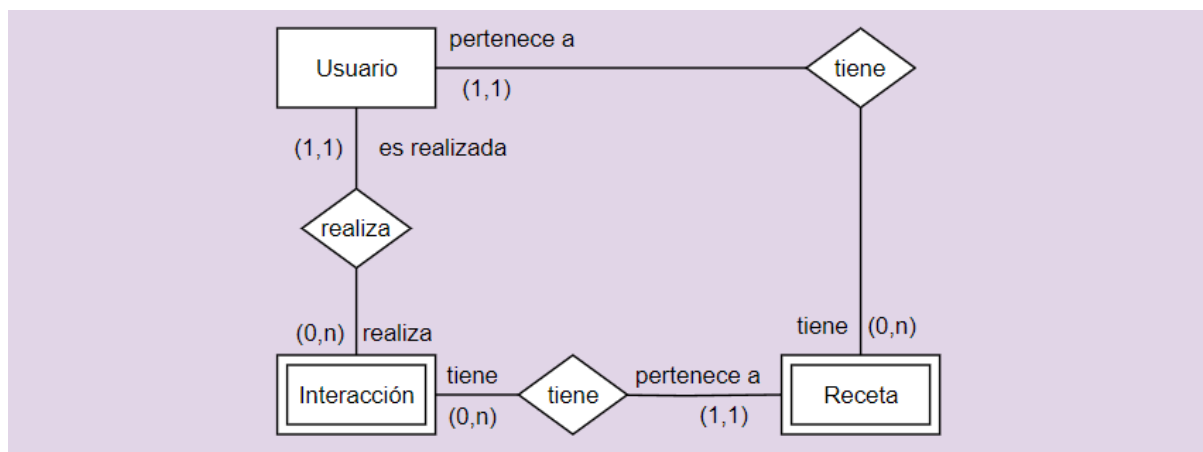 pertenece a
Usuario
tiene
(1,1)
(1,1) es realizada
realiza
(0,n) realiza
tiene (0,n)
Interacción
tiene
(0,n)
tiene
pertenece a
(1,1)
Receta